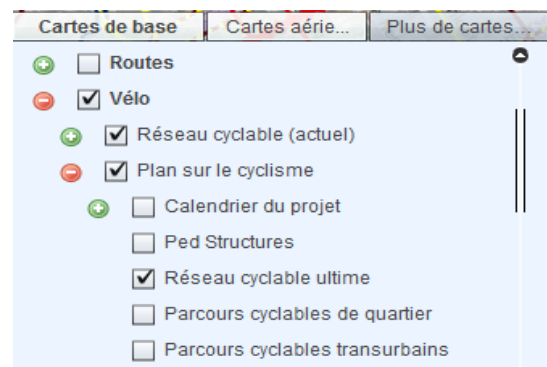 Cartes de base Cartes aérie... Plus de cartes...
Routes
Vélo
Réseau cyclable (actuel)
Plan sur le cyclisme
Calendrier du projet
Ped Structures
Réseau cyclable ultime
Parcours cyclables de quartier
Parcours cyclables transurbains